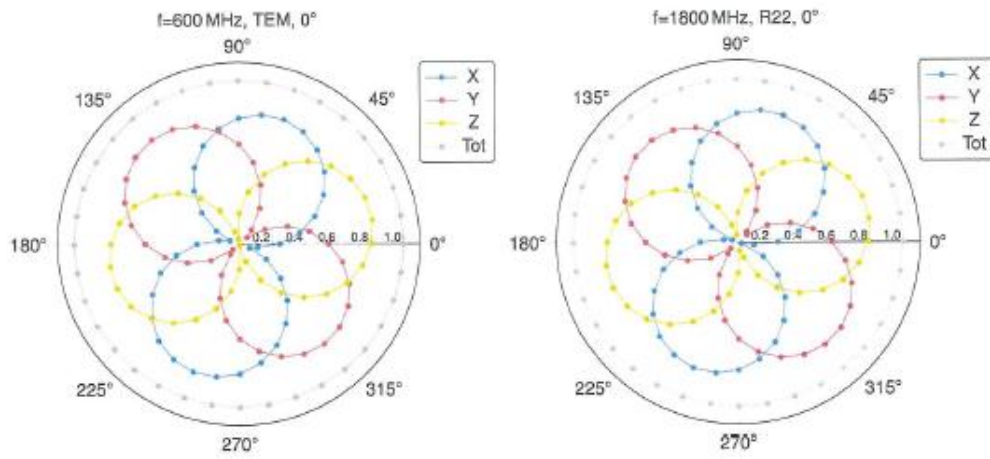 f=600 MHz, TEM, 0°
90°
135°
45°
180°
0.2 0.4 0.6 0.8 1.0
0°
225°
315°
270°
X
Y
Z
Tot
f=1800 MHz, R22, 0°
90°
135°
45°
180°
0.2 0.4 0.6 0.8 1.0
0°
225°
315°
270°
X
Y
Z
Tot